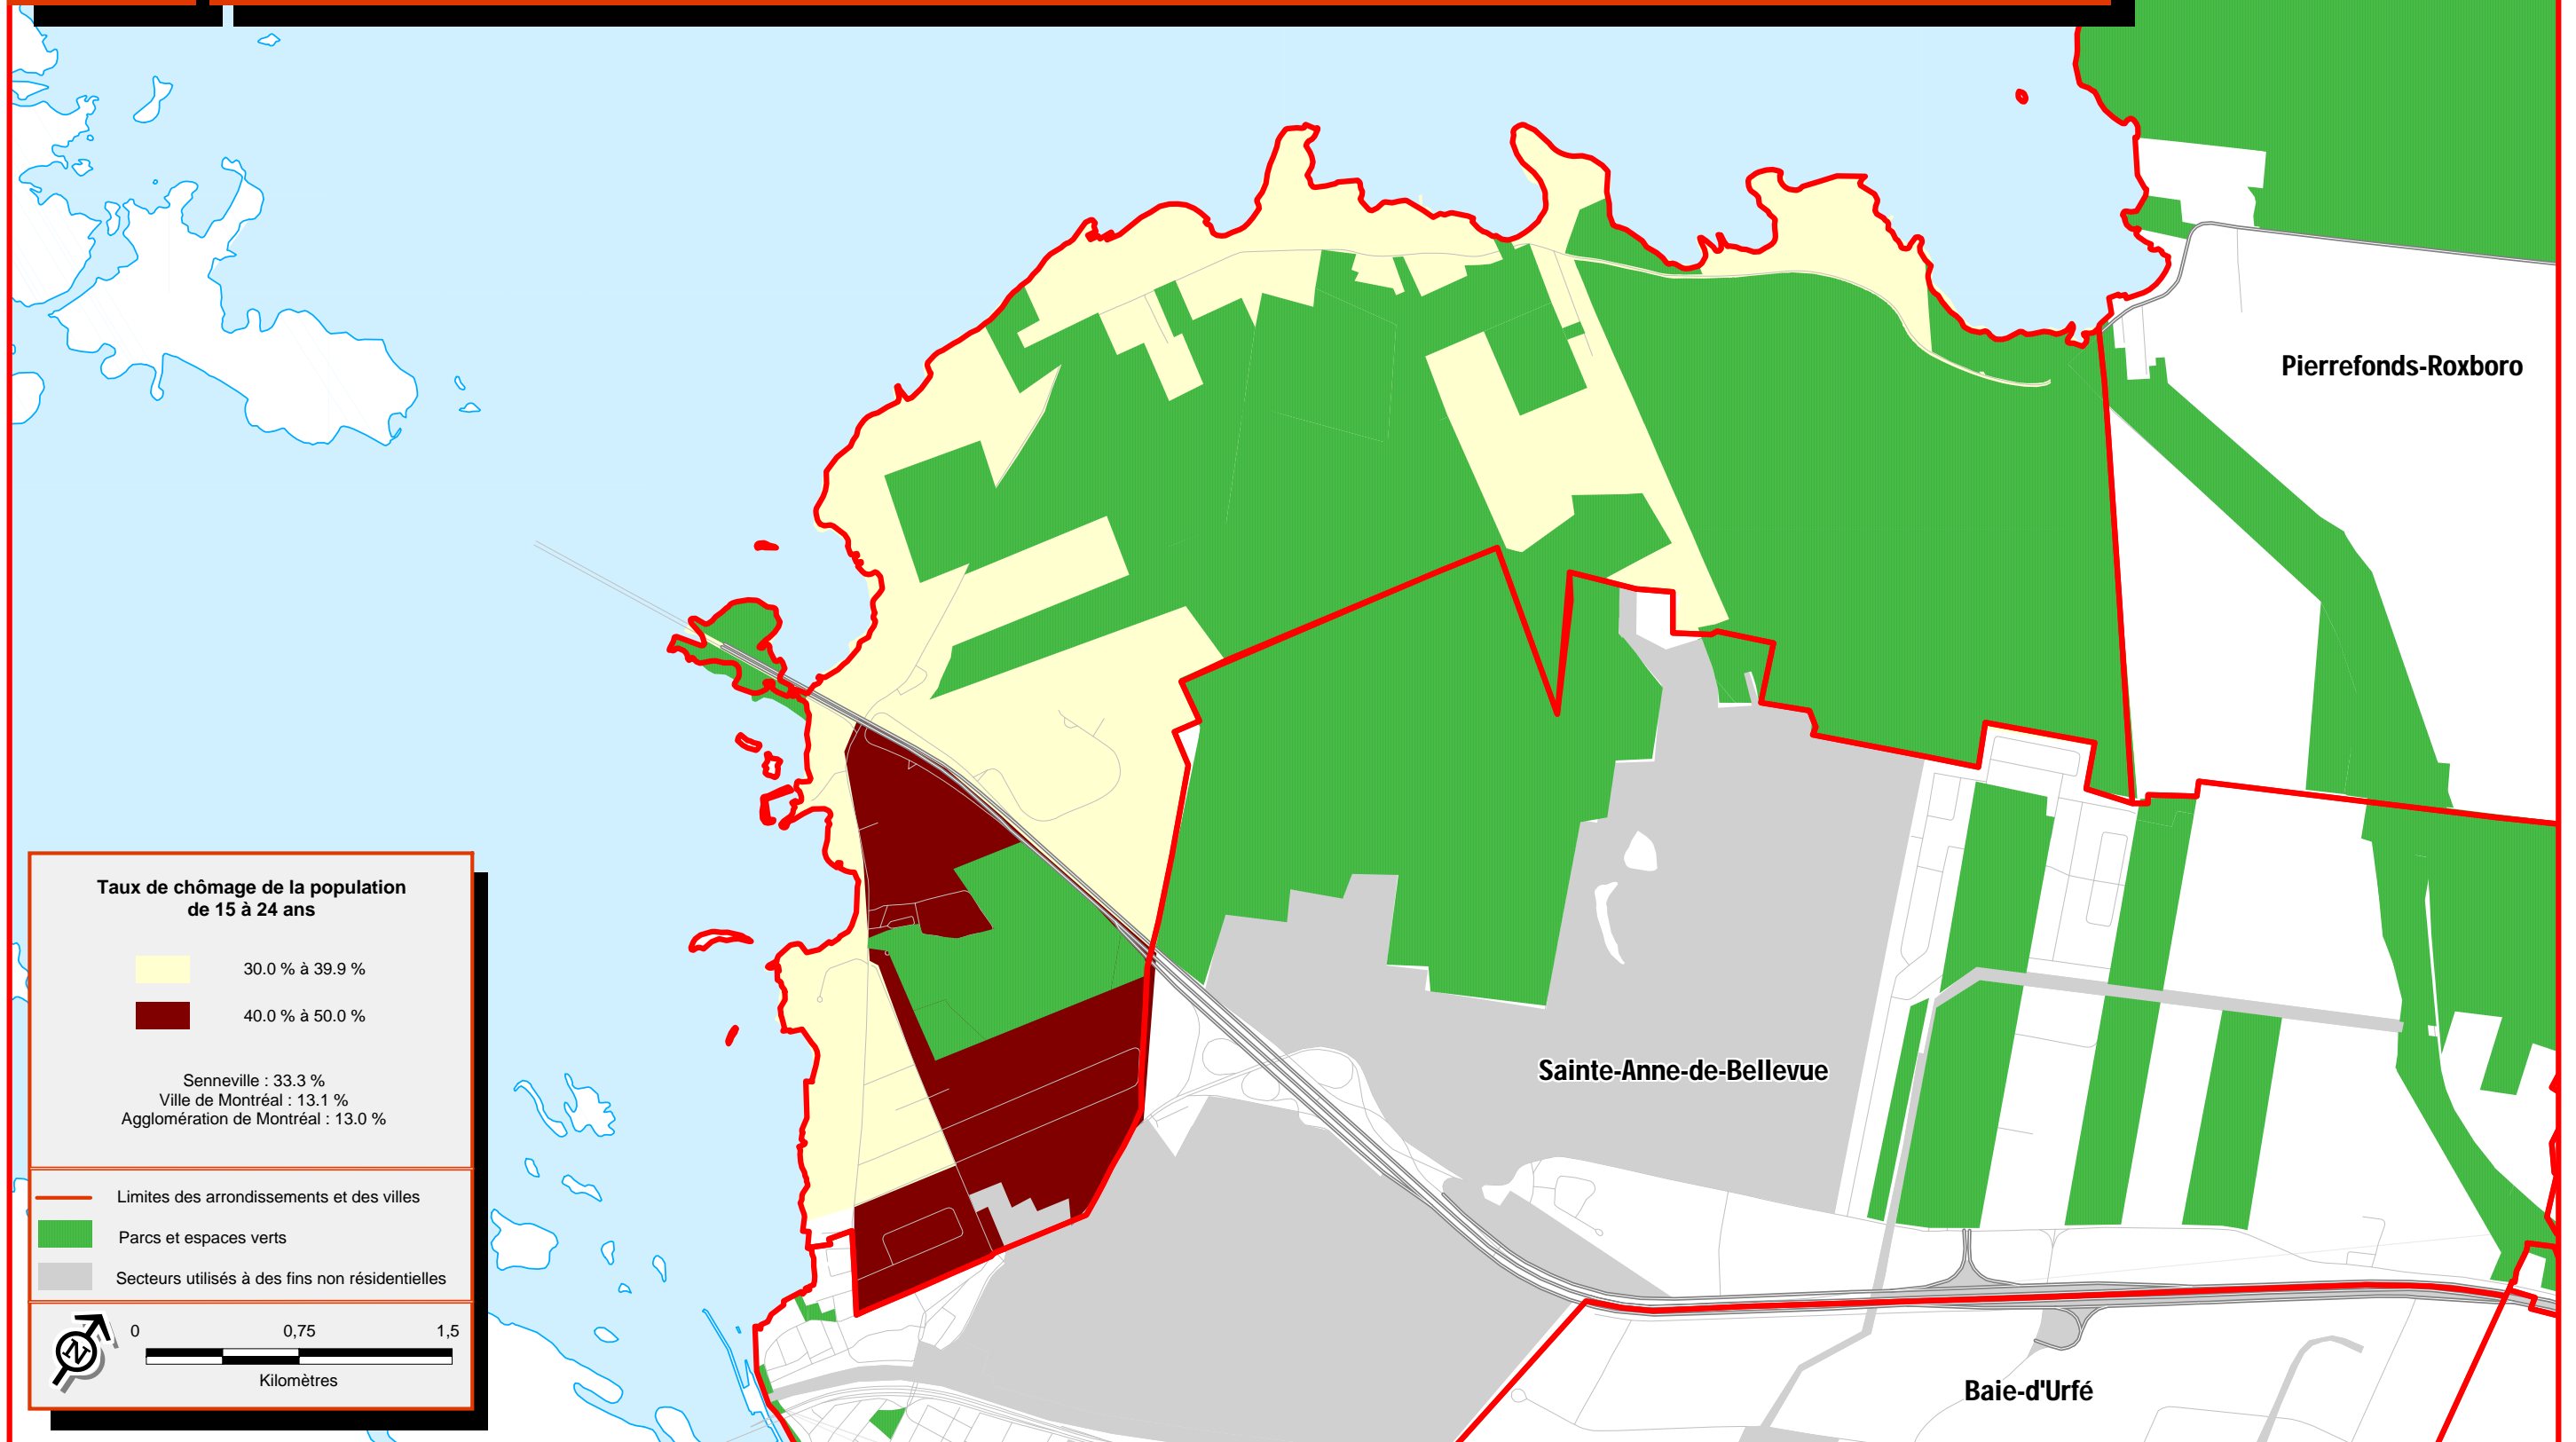 Pierrefonds-Roxboro
Sainte-Anne-de-Bellevue
Baie-d'Urfé
Taux de chômage de la population
de 15 à 24 ans
30.0 % à 39.9 %
40.0 % à 50.0 %
Senneville : 33.3 %
Ville de Montréal : 13.1 %
Agglomération de Montréal : 13.0 %
Limites des arrondissements et des villes
Parcs et espaces verts
Secteurs utilisés à des fins non résidentielles
N
0 0,75 1,5
Kilomètres